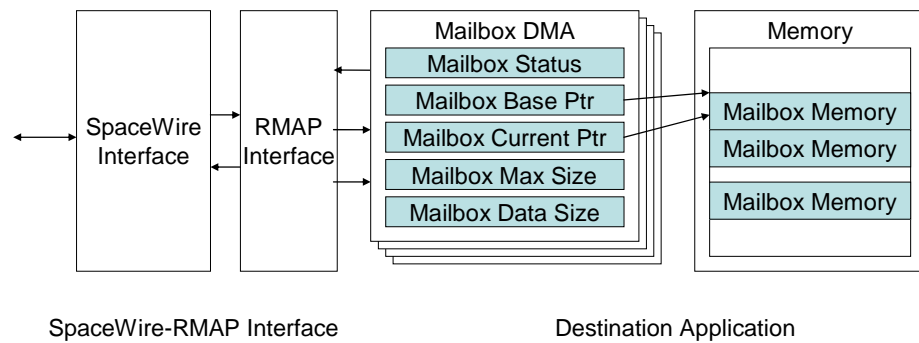 Mailbox DMA
Memory
Mailbox Status
Mailbox Base Ptr
SpaceWire
Interface
RMAP
Interface
Mailbox Current Ptr
Mailbox Max Size
Mailbox Data Size
Mailbox Memory
Mailbox Memory
Mailbox Memory
SpaceWire-RMAP Interface
Destination Application